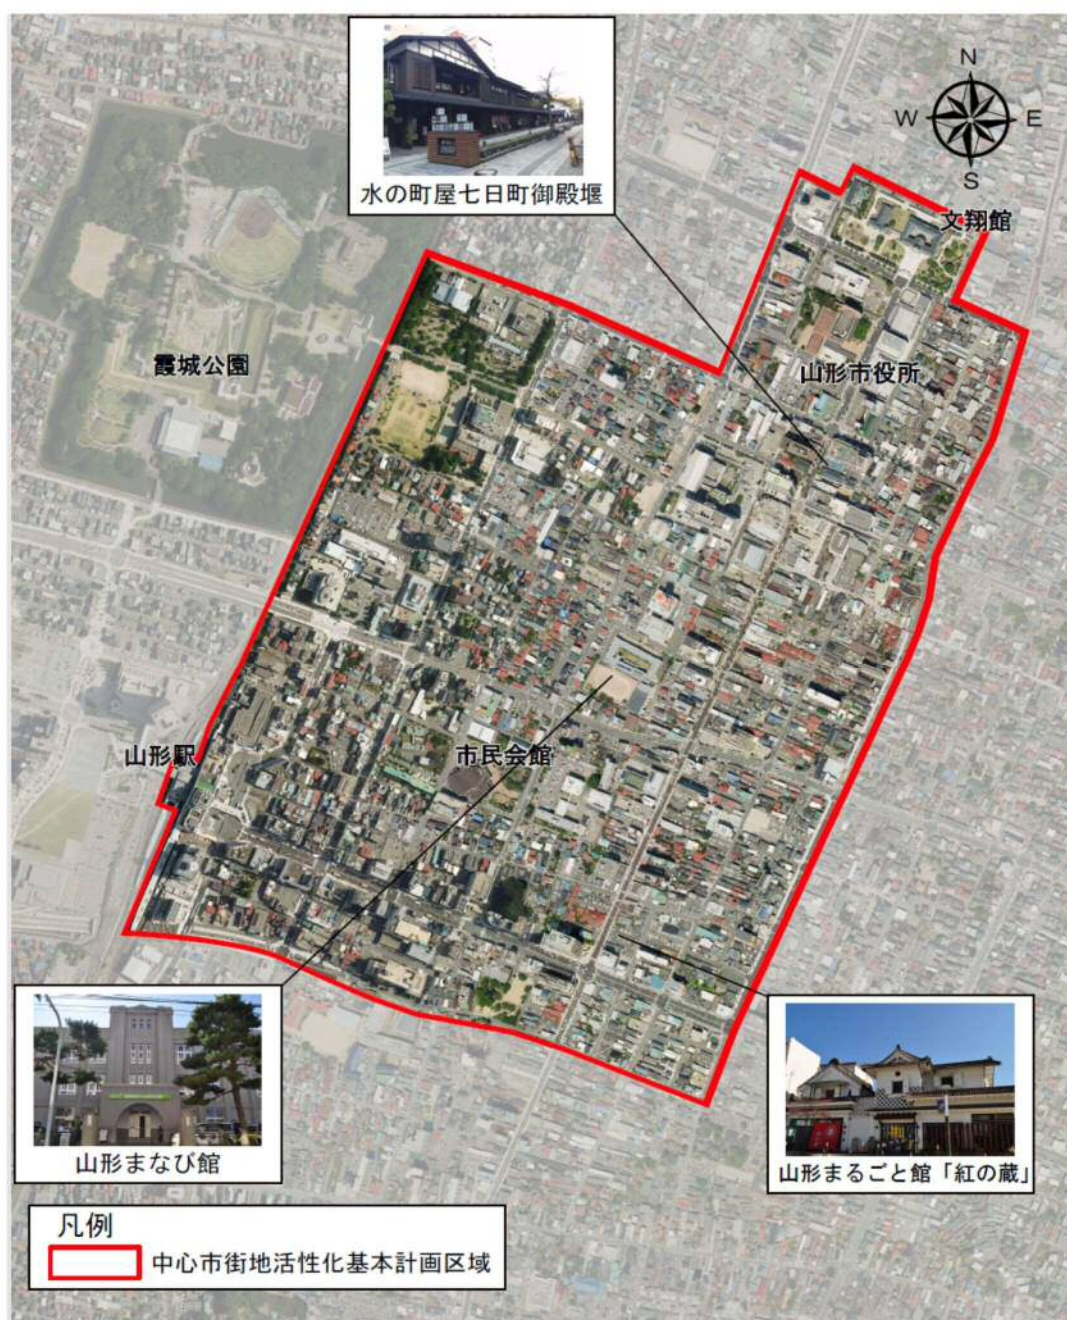 N
W
E
S
水の町屋七日町御殿堰
文翔館
霞城公園
山形市役所
山形駅
市民会館
山形まなび館
山形まるごと館「紅の蔵」
凡例
中心市街地活性化基本計画区域